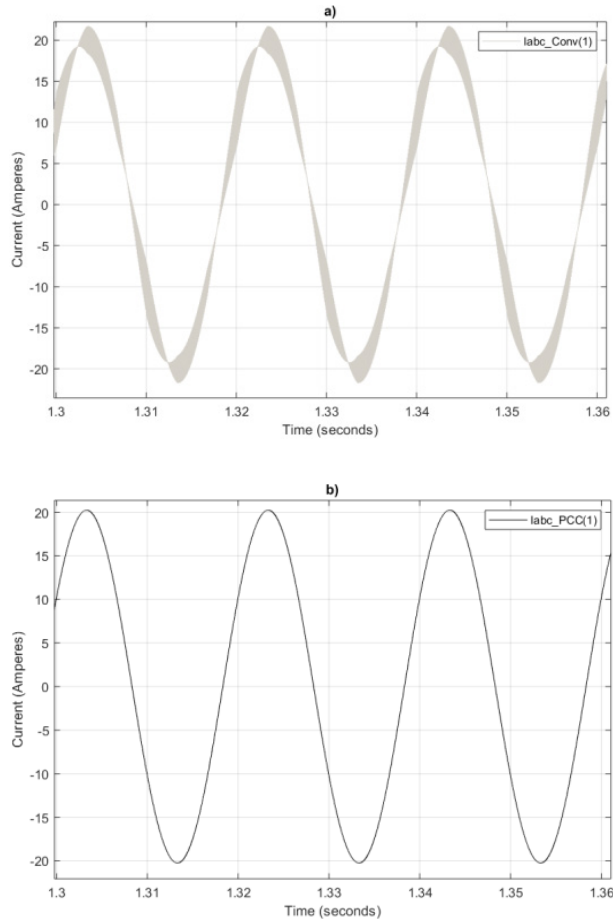 a)
Iabc_Conv(1)
20
15
10
5
0
-5
-10
-15
-20
Current (Amperes)
1.3 1.31 1.32 1.33 1.34 1.35 1.36
Time (seconds)
b)
Iabc_PCC(1)
20
15
10
5
0
-5
-10
-15
-20
Current (Amperes)
1.3 1.31 1.32 1.33 1.34 1.35 1.36
Time (seconds)